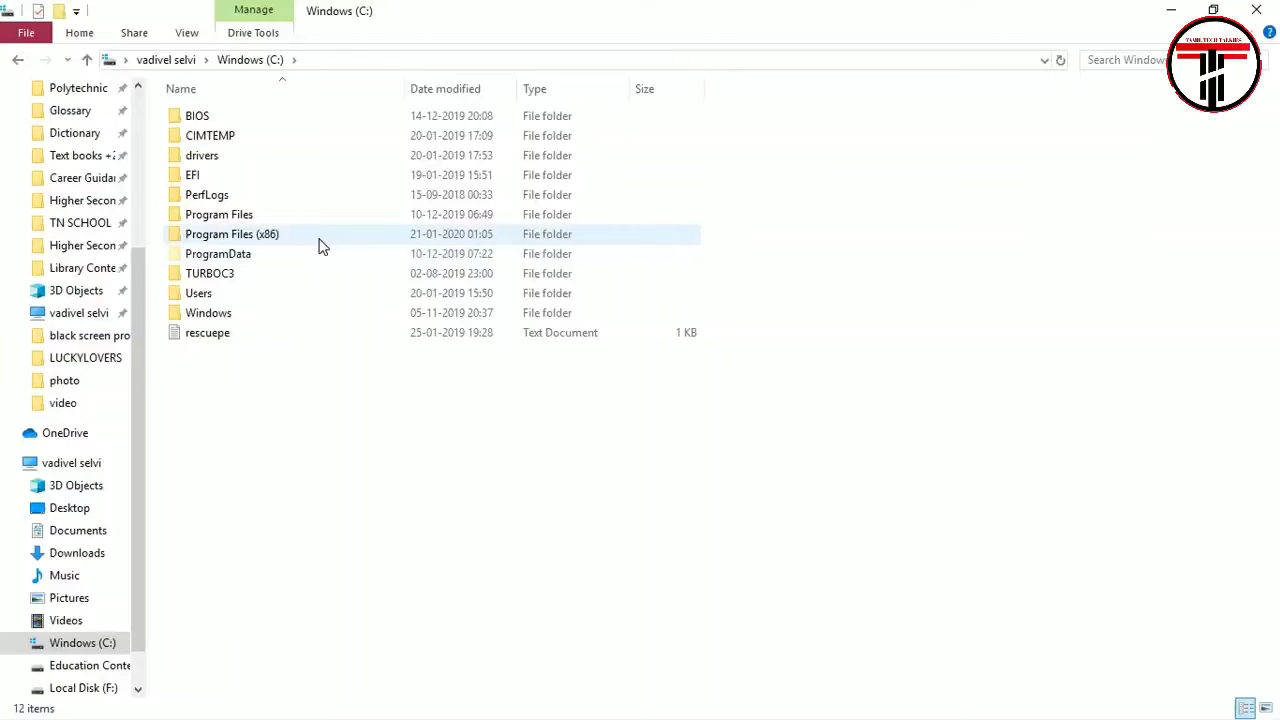 Manage
Windows (C:)
File
Home
Share
View
Drive Tools
vadivel selvi
Windows (C:)
Search Window
TAMIL TECH TALKIES
Name
Date modified
Type
Size
Polytechnic
Glossary
Dictionary
Text books +2
Career Guidar
Higher Secon
TN SCHOOL
Higher Secon
Library Conte
3D Objects
vadivel selvi
black screen pro
LUCKYLOVERS
photo
video
OneDrive
vadivel selvi
3D Objects
Desktop
Documents
Downloads
Music
Pictures
Videos
Windows (C:)
Education Conte
Local Disk (F:)
BIOS 14-12-2019 20:08 File folder
CIMTEMP 20-01-2019 17:09 File folder
drivers 20-01-2019 17:53 File folder
EFI 19-01-2019 15:51 File folder
PerfLogs 15-09-2018 00:33 File folder
Program Files 10-12-2019 06:49 File folder
Program Files (x86) 21-01-2020 01:05 File folder
ProgramData 10-12-2019 07:22 File folder
TURBOC3 02-08-2019 23:00 File folder
Users 20-01-2019 15:50 File folder
Windows 05-11-2019 20:37 File folder
rescuepe 25-01-2019 19:28 Text Document 1 KB
12 items